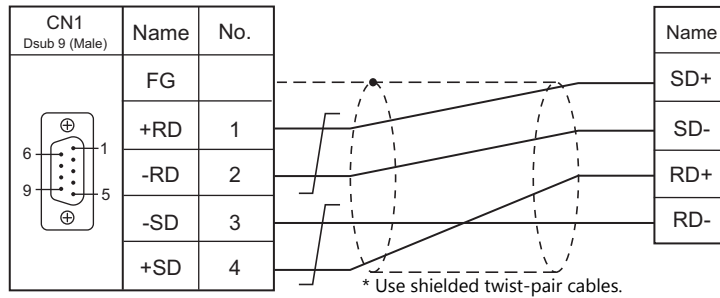 CN1
Dsub 9 (Male)
Name No.
Name
FG
SD+
+RD 1
SD-
6 1
-RD 2
RD+
9 5
-SD 3
RD-
+SD 4
* Use shielded twist-pair cables.